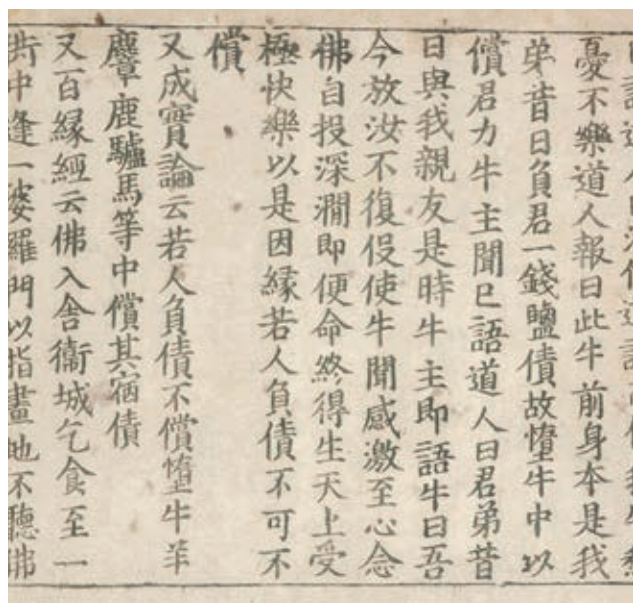 憂不樂道人報曰此牛前身本是我
弟昔日負君一錢鹽債故墮牛中以
償君力牛主聞已語道人曰君弟昔
日與我親友是時牛主即語牛曰吾
今放汝不復役使牛聞感激至心念
佛自投深澗即便命終得生天上受
極快樂以是因緣若人負債不可不
償
又成實論云若人負債不償墮牛羊
麞鹿驢馬等中償其宿債
又百緣經云佛入舍衞城乞食至一
街中逢一婆羅門以指畫地不聽佛